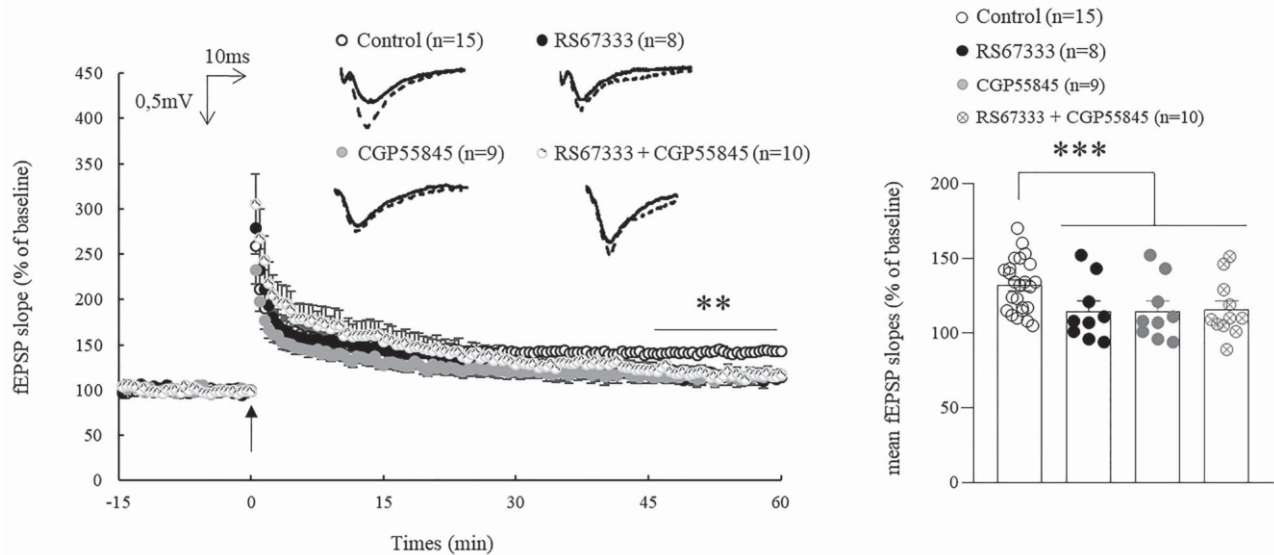 10ms
0,5mV
Control (n=15)
RS67333 (n=8)
CGP55845 (n=9)
RS67333 + CGP55845 (n=10)
fEPSP slope (% of baseline)
450
400
350
300
250
200
150
100
50
0
**
-15
0
15
30
45
60
Times (min)
Control (n=15)
RS67333 (n=8)
CGP55845 (n=9)
RS67333 + CGP55845 (n=10)
***
mean fEPSP slopes (% of baseline)
200
150
100
50
0